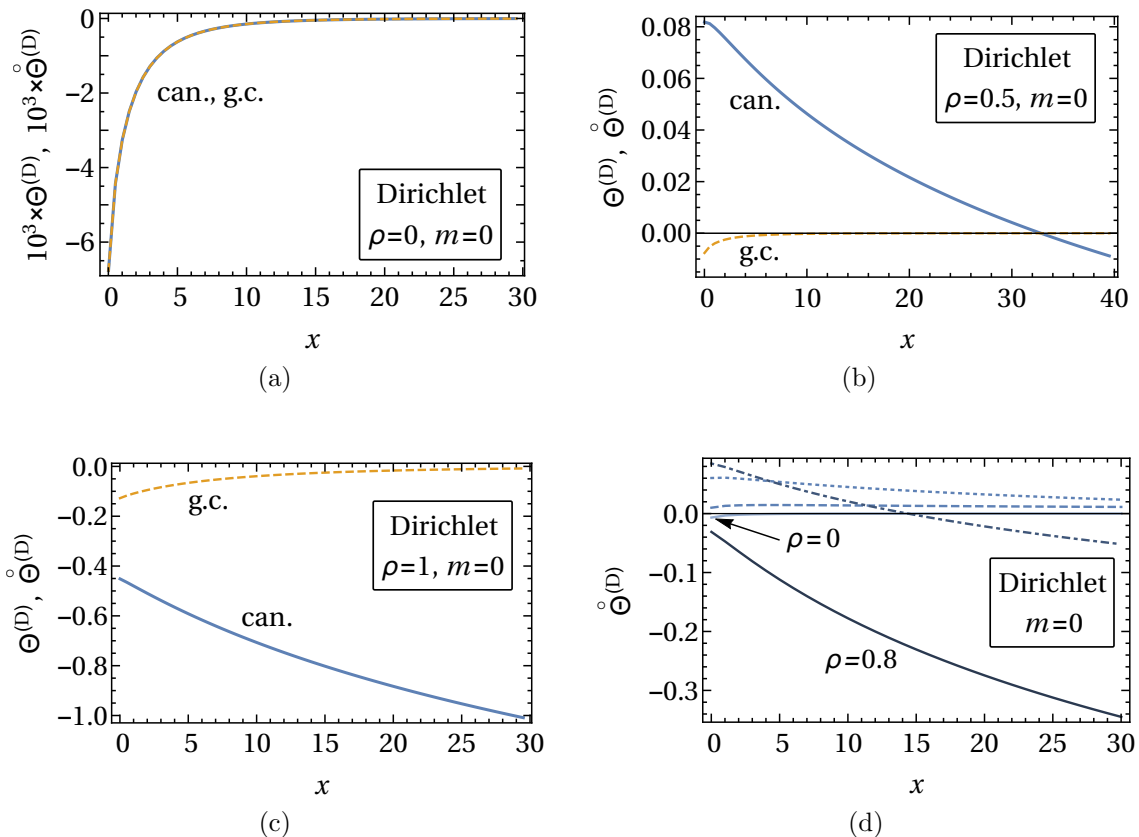 10³×Θ^(D), 10³×Θ̊^(D)
0
−2
−4
−6
can., g.c.
Dirichlet
ρ=0, m=0
0 5 10 15 20 25 30
x
(a)
Θ^(D), Θ̊^(D)
0.08
0.06
0.04
0.02
0.00
can.
g.c.
Dirichlet
ρ=0.5, m=0
0 10 20 30 40
x
(b)
Θ^(D), Θ̊^(D)
0.0
−0.2
−0.4
−0.6
−0.8
−1.0
g.c.
can.
Dirichlet
ρ=1, m=0
0 5 10 15 20 25 30
x
(c)
Θ̊^(D)
0.0
−0.1
−0.2
−0.3
ρ=0
ρ=0.8
Dirichlet
m=0
0 5 10 15 20 25 30
x
(d)